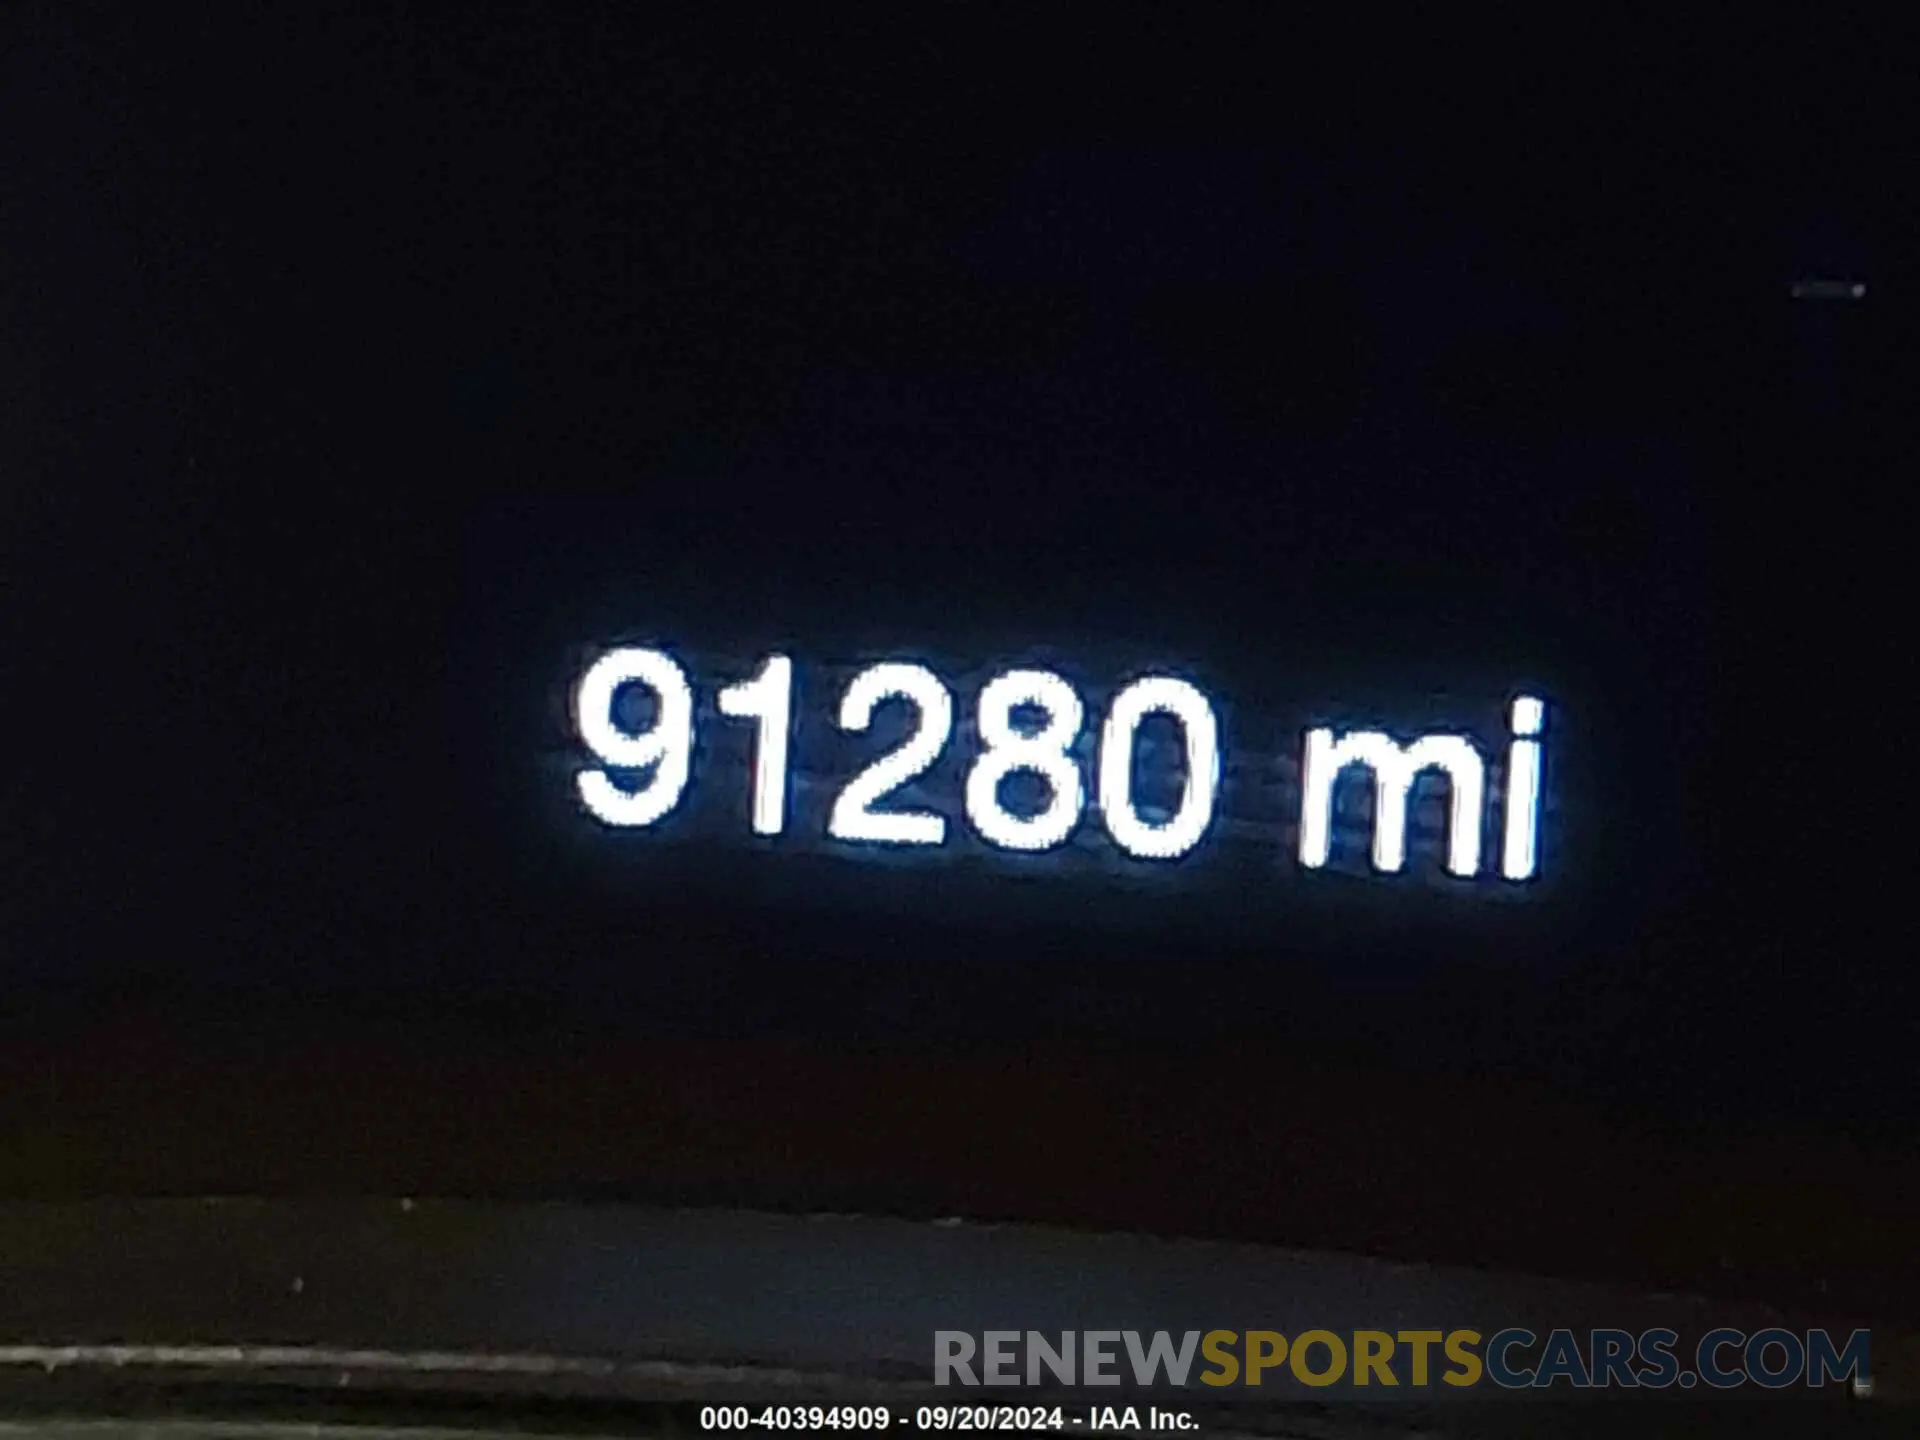 91280 mi
RENEWSPORTSCARS.COM
000-40394909 - 09/20/2024 - IAA Inc.